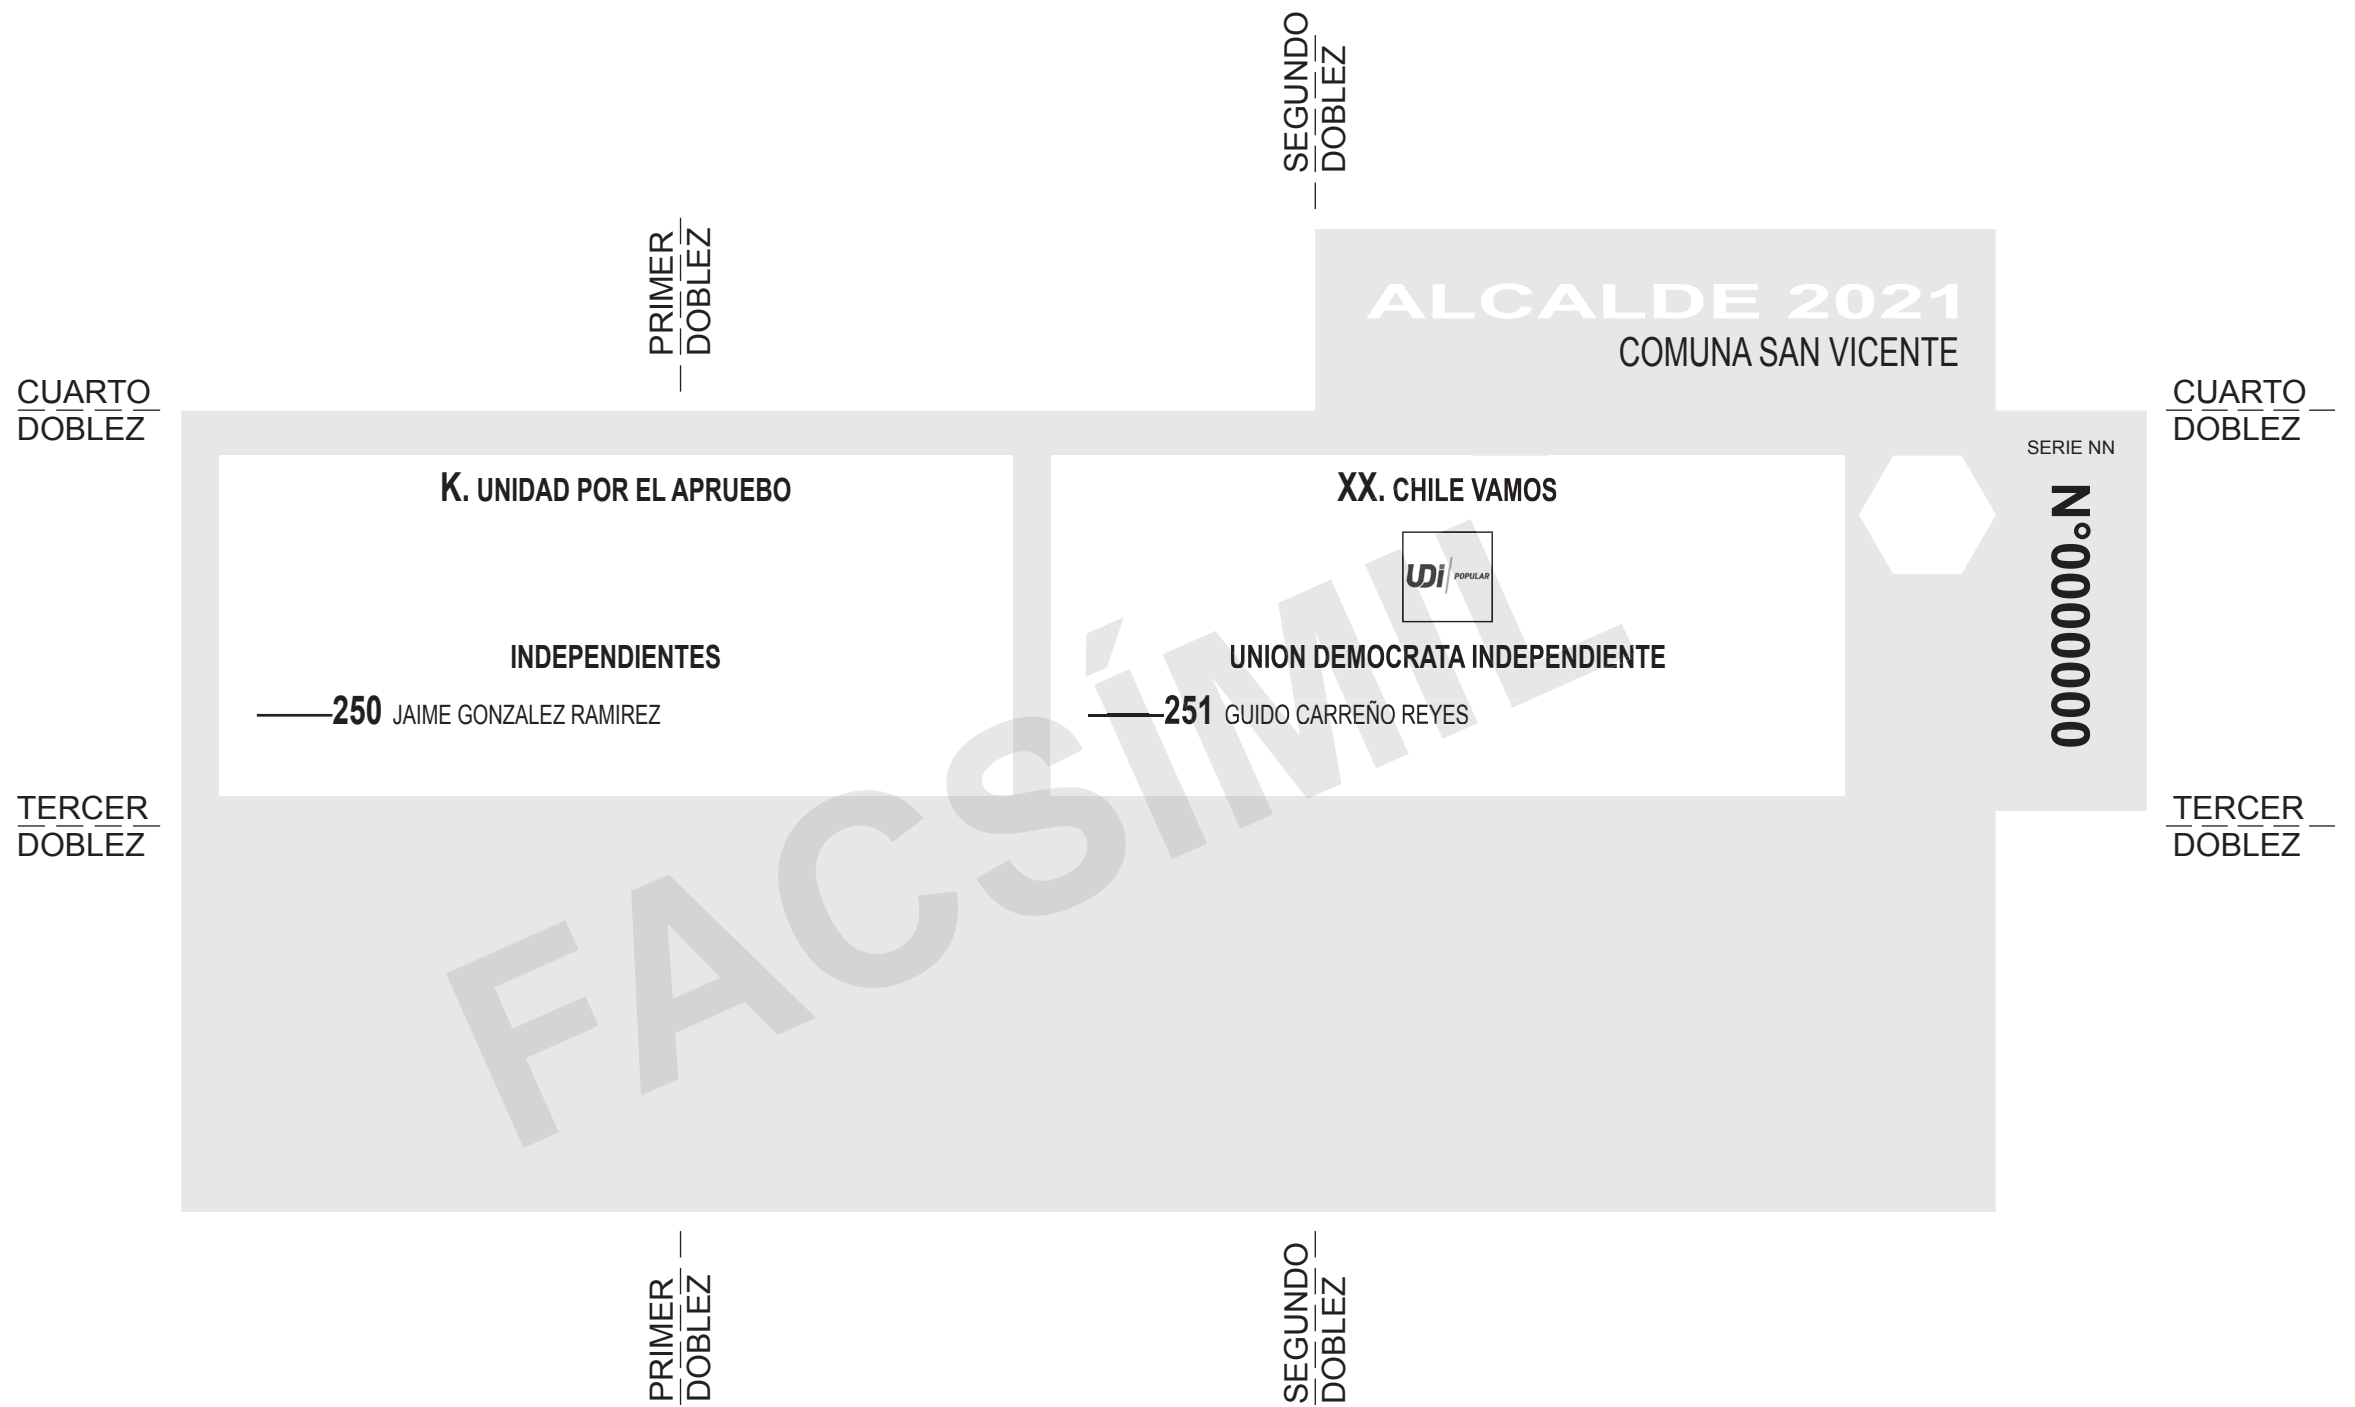 SEGUNDO
DOBLEZ
PRIMER
DOBLEZ
ALCALDE 2021
COMUNA SAN VICENTE
CUARTO
DOBLEZ
CUARTO
DOBLEZ
SERIE NN
N°0000000
K. UNIDAD POR EL APRUEBO
INDEPENDIENTES
250 JAIME GONZALEZ RAMIREZ
XX. CHILE VAMOS
UDi POPULAR
UNION DEMOCRATA INDEPENDIENTE
251 GUIDO CARREÑO REYES
TERCER
DOBLEZ
TERCER
DOBLEZ
FACSÍMIL
PRIMER
DOBLEZ
SEGUNDO
DOBLEZ